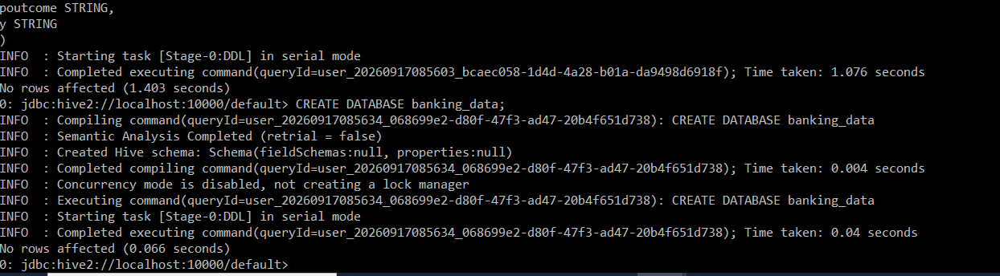 poutcome STRING,
y STRING
)
INFO  : Starting task [Stage-0:DDL] in serial mode
INFO  : Completed executing command(queryId=user_20260917085603_bcaec058-1d4d-4a28-b01a-da9498d6918f); Time taken: 1.076 seconds
No rows affected (1.403 seconds)
0: jdbc:hive2://localhost:10000/default> CREATE DATABASE banking_data;
INFO  : Compiling command(queryId=user_20260917085634_068699e2-d80f-47f3-ad47-20b4f651d738): CREATE DATABASE banking_data
INFO  : Semantic Analysis Completed (retrial = false)
INFO  : Created Hive schema: Schema(fieldSchemas:null, properties:null)
INFO  : Completed compiling command(queryId=user_20260917085634_068699e2-d80f-47f3-ad47-20b4f651d738); Time taken: 0.004 seconds
INFO  : Concurrency mode is disabled, not creating a lock manager
INFO  : Executing command(queryId=user_20260917085634_068699e2-d80f-47f3-ad47-20b4f651d738): CREATE DATABASE banking_data
INFO  : Starting task [Stage-0:DDL] in serial mode
INFO  : Completed executing command(queryId=user_20260917085634_068699e2-d80f-47f3-ad47-20b4f651d738); Time taken: 0.04 seconds
No rows affected (0.066 seconds)
0: jdbc:hive2://localhost:10000/default>